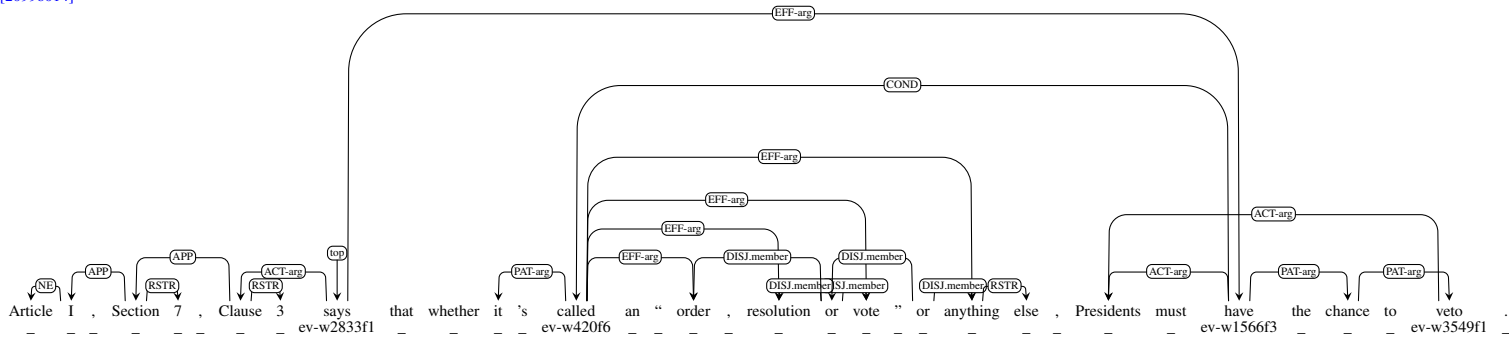 EFF-arg
COND
EFF-arg
EFF-arg
ACT-arg
EFF-arg
top
APP EFF-arg DISJ.member DISJ.member
NE APP RSTR ACT-arg RSTR PAT-arg DISJ.member DISJ.member DISJ.member RSTR ACT-arg PAT-arg PAT-arg
Article I , Section 7 , Clause 3 says that whether it 's called an “ order , resolution or vote ” or anything else , Presidents must have the chance to veto .
_ _ _ _ _ _ _ _ ev-w2833f1 _ _ _ _ ev-w420f6 _ _ _ _ _ _ _ _ _ _ _ _ _ _ ev-w1566f3 _ _ _ ev-w3549f1 _